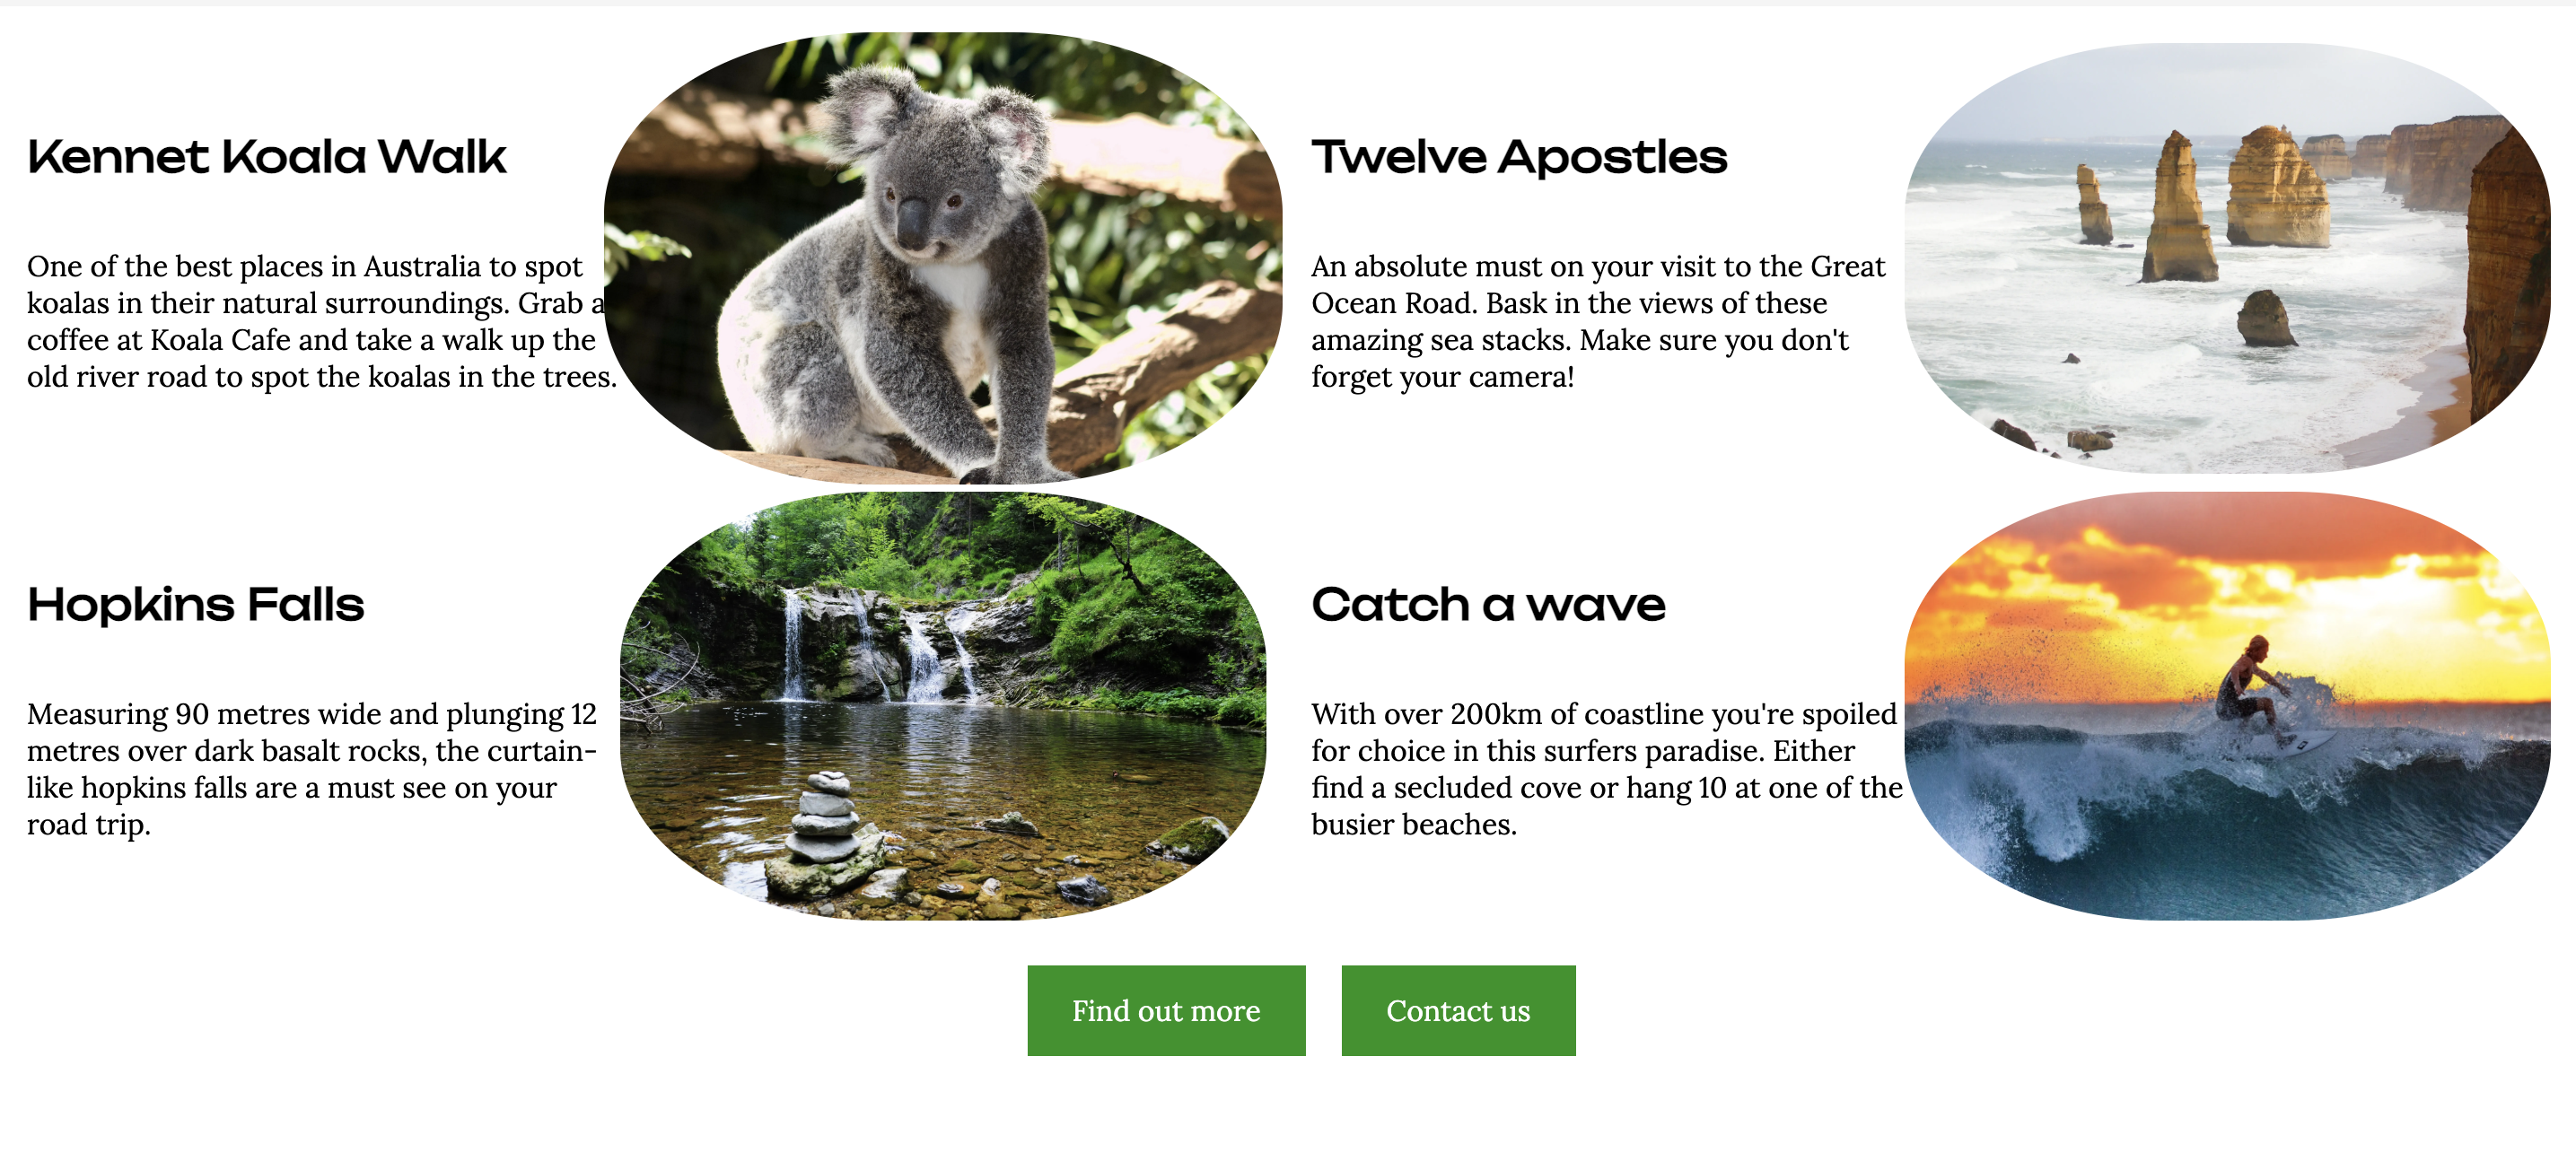 Kennet Koala Walk
One of the best places in Australia to spot
koalas in their natural surroundings. Grab a
coffee at Koala Cafe and take a walk up the
old river road to spot the koalas in the trees.
Twelve Apostles
An absolute must on your visit to the Great
Ocean Road. Bask in the views of these
amazing sea stacks. Make sure you don't
forget your camera!
Hopkins Falls
Measuring 90 metres wide and plunging 12
metres over dark basalt rocks, the curtain-
like hopkins falls are a must see on your
road trip.
Catch a wave
With over 200km of coastline you're spoiled
for choice in this surfers paradise. Either
find a secluded cove or hang 10 at one of the
busier beaches.
Find out more
Contact us